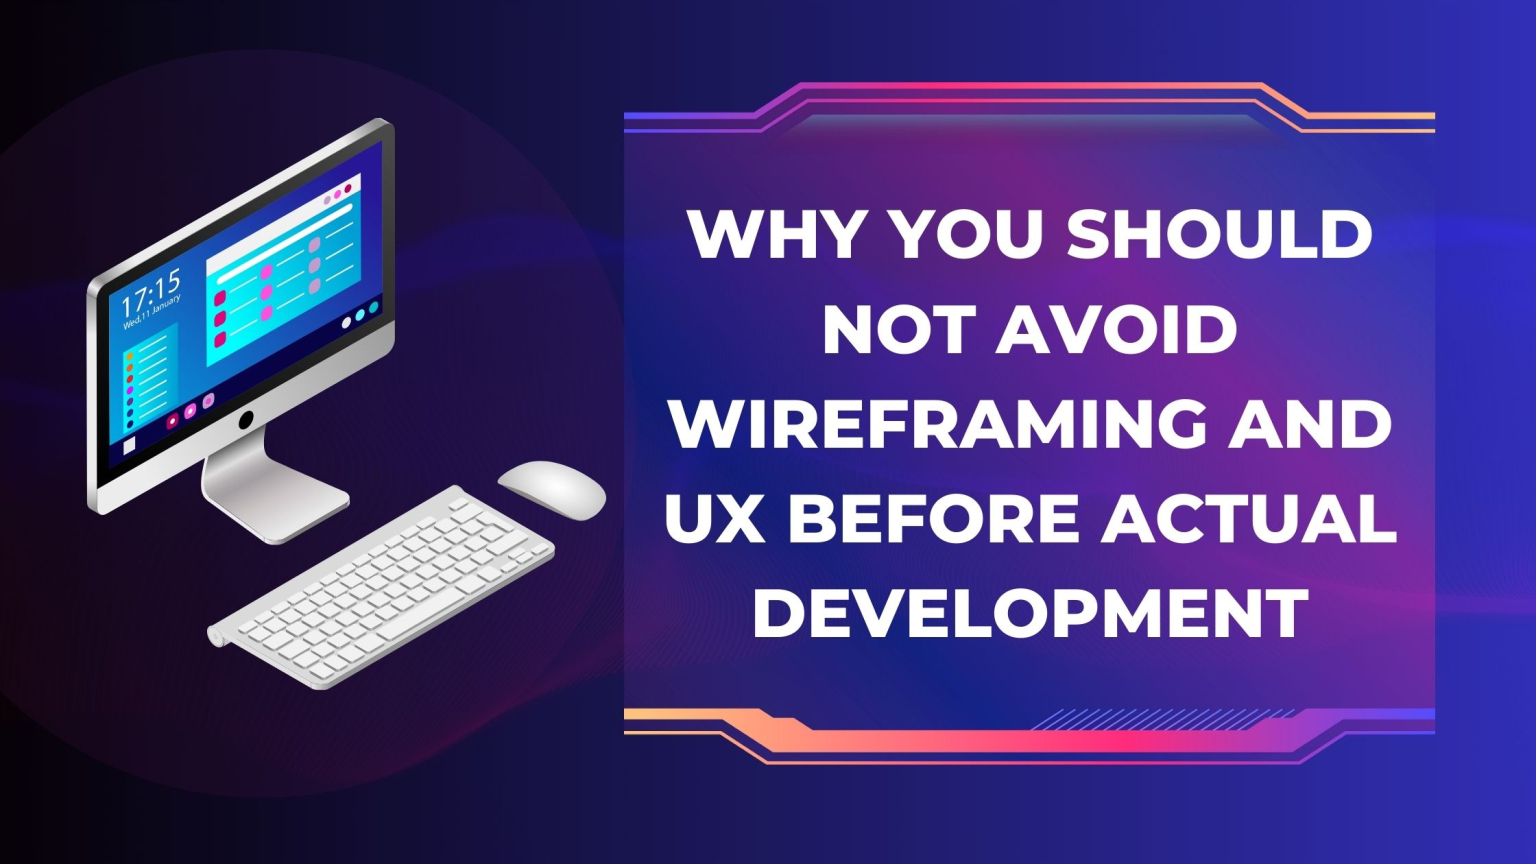 17:15
Wed,11 January
WHY YOU SHOULD
NOT AVOID
WIREFRAMING AND
UX BEFORE ACTUAL
DEVELOPMENT